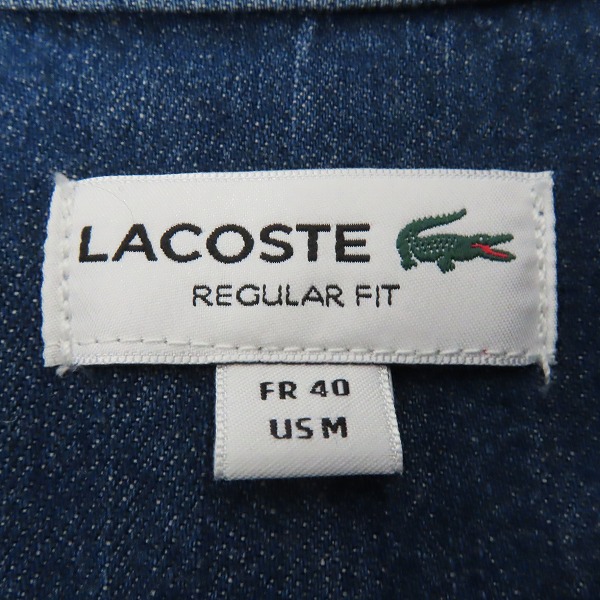 LACOSTE
REGULAR FIT
FR 40
US M